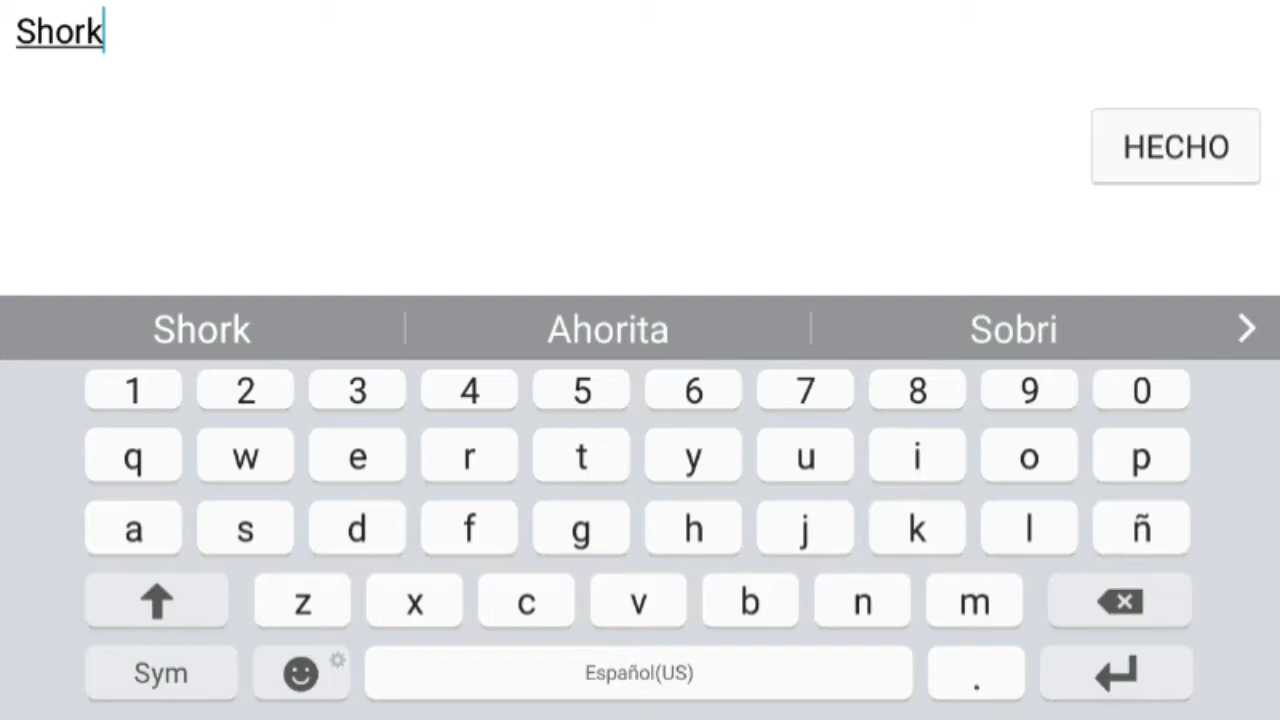 Shork
HECHO
Shork Ahorita Sobri
1 2 3 4 5 6 7 8 9 0
q w e r t y u i o p
a s d f g h j k l ñ
z x c v b n m
Sym Español(US) .